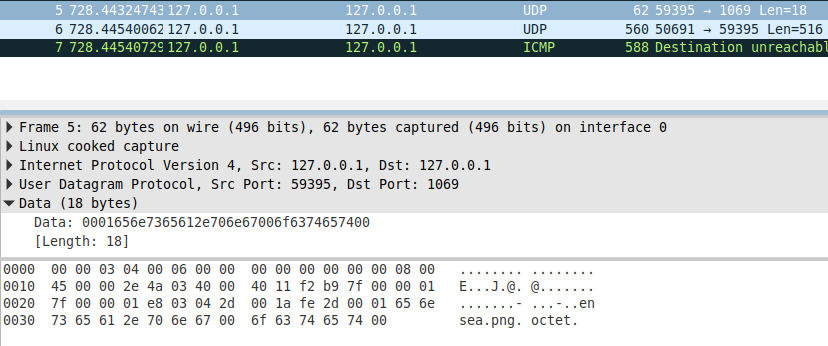 5 728.44324743 127.0.0.1 127.0.0.1 UDP 62 59395 → 1069 Len=18
6 728.44540062 127.0.0.1 127.0.0.1 UDP 560 50691 → 59395 Len=516
7 728.44540729 127.0.0.1 127.0.0.1 ICMP 588 Destination unreachabl
Frame 5: 62 bytes on wire (496 bits), 62 bytes captured (496 bits) on interface 0
Linux cooked capture
Internet Protocol Version 4, Src: 127.0.0.1, Dst: 127.0.0.1
User Datagram Protocol, Src Port: 59395, Dst Port: 1069
Data (18 bytes)
Data: 0001656e7365612e706e67006f6374657400
[Length: 18]
0000 00 00 03 04 00 06 00 00 00 00 00 00 00 00 08 00 ........ ........
0010 45 00 00 2e 4a 03 40 00 40 11 f2 b9 7f 00 00 01 E...J.@. @.......
0020 7f 00 00 01 e8 03 04 2d 00 1a fe 2d 00 01 65 6e .......- ...-..en
0030 73 65 61 2e 70 6e 67 00 6f 63 74 65 74 00 sea.png. octet.